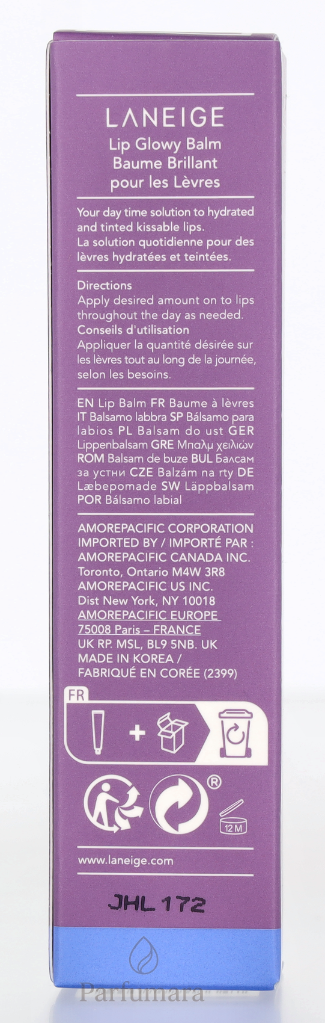 LANEIGE
Lip Glowy Balm
Baume Brillant
pour les Lèvres
Your day time solution to hydrated
and tinted kissable lips.
La solution quotidienne pour des
lèvres hydratées et teintées.
Directions
Apply desired amount on to lips
throughout the day as needed.
Conseils d'utilisation
Appliquer la quantité désirée sur
les lèvres tout au long de la journée,
selon les besoins.
EN Lip Balm FR Baume à lèvres
IT Balsamo labbra SP Bálsamo para
labios PL Balsam do ust GER
Lippenbalsam GRE Μπαλμ χειλιών
ROM Balsam de buze BUL Балсам
за устни CZE Balzám na rty DE
Læbepomade SW Läppbalsam
POR Bálsamo labial
AMOREPACIFIC CORPORATION
IMPORTED BY / IMPORTÉ PAR :
AMOREPACIFIC CANADA INC.
Toronto, Ontario M4W 3R8
AMOREPACIFIC US INC.
Dist New York, NY 10018
AMOREPACIFIC EUROPE
75008 Paris – FRANCE
UK RP. MSL, BL9 5NB. UK
MADE IN KOREA /
FABRIQUÉ EN CORÉE (2399)
FR
+
®
12 M
www.laneige.com
JHL 172
Parfumara